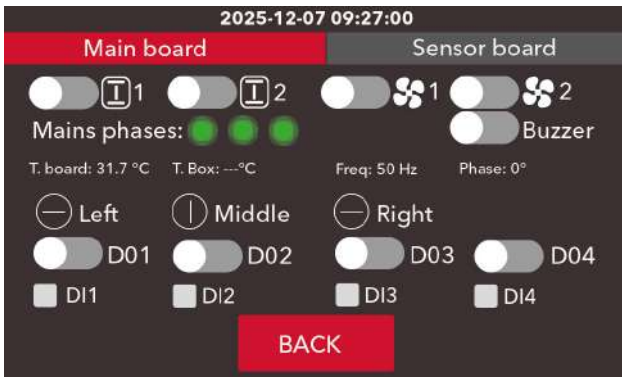 2025-12-07 09:27:00
Main board Sensor board
1 2 1 2
Mains phases: Buzzer
T. board: 31.7 °C T. Box: ---°C Freq: 50 Hz Phase: 0°
Left Middle Right
D01 D02 D03 D04
DI1 DI2 DI3 DI4
BACK